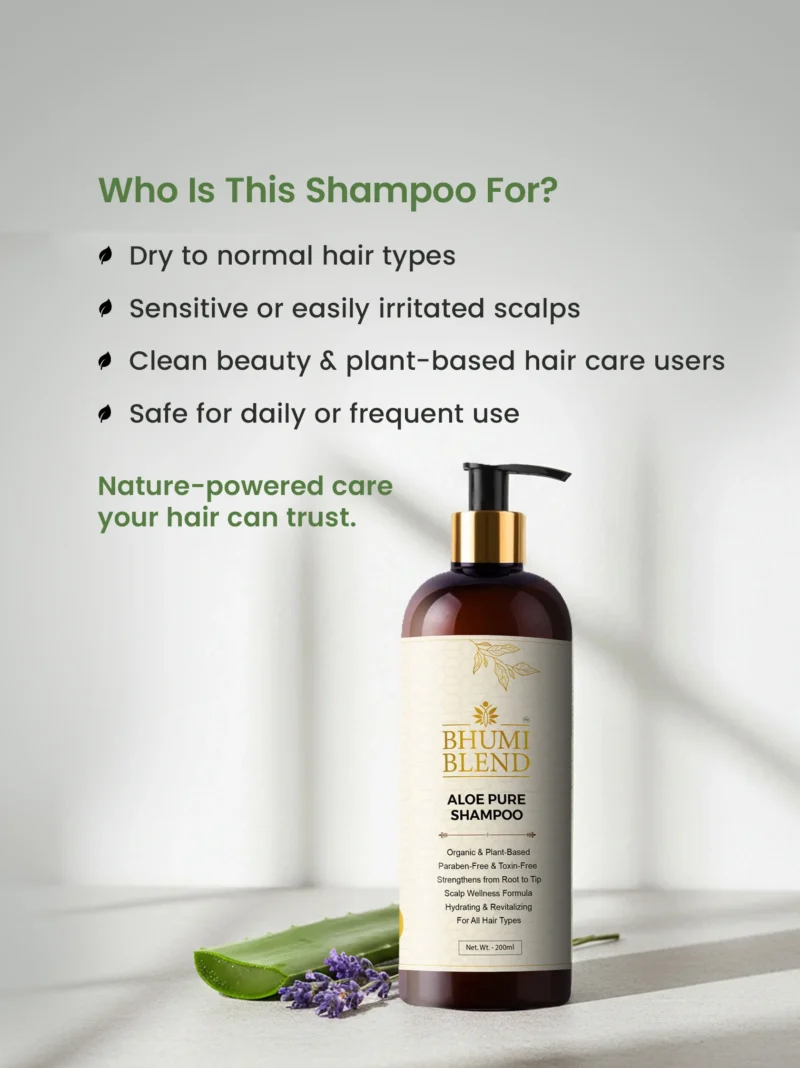 Who Is This Shampoo For?
Dry to normal hair types
Sensitive or easily irritated scalps
Clean beauty & plant-based hair care users
Safe for daily or frequent use
Nature-powered care
your hair can trust.
BHUMI
BLEND
ALOE PURE
SHAMPOO
Organic & Plant-Based
Paraben-Free & Toxin-Free
Strengthens from Root to Tip
Scalp Wellness Formula
Hydrating & Revitalizing
For All Hair Types
Net. Wt. - 200ml